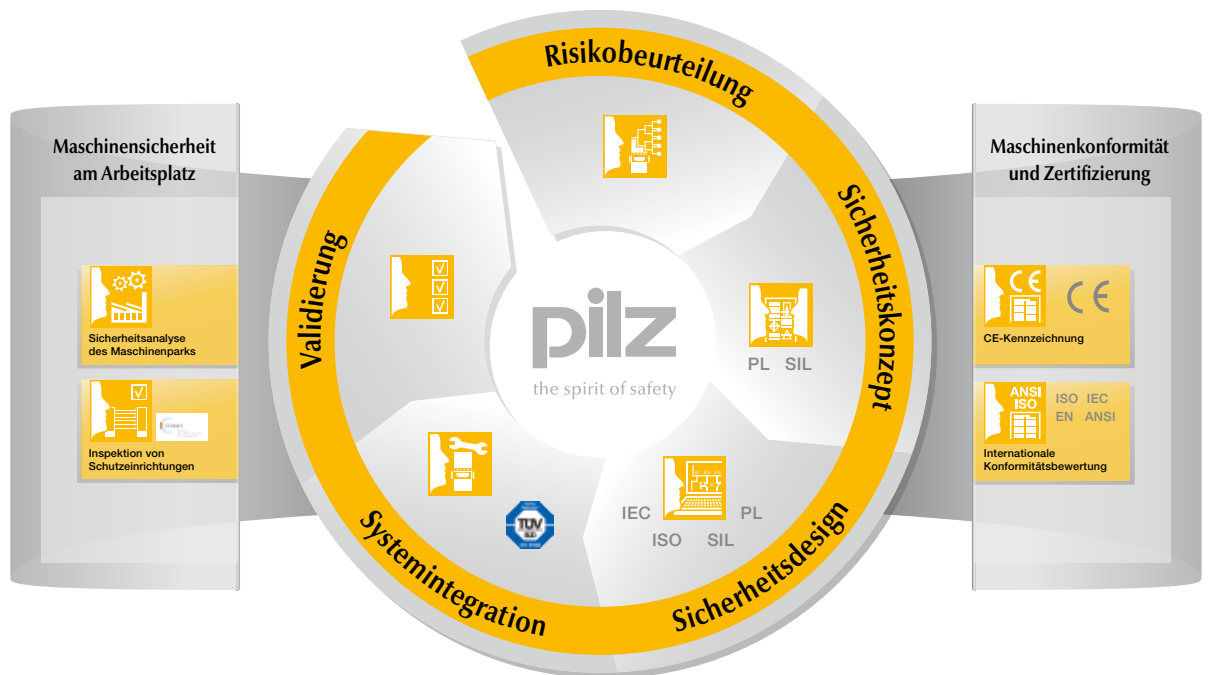 Risikobeurteilung
Sicherheitskonzept
Sicherheitsdesign
Systemintegration
Validierung
Maschinensicherheit
am Arbeitsplatz
Sicherheitsanalyse
des Maschinenparks
Inspektion von
Schutzeinrichtungen
pilz
the spirit of safety
PL SIL
IEC PL
ISO SIL
TÜV
SÜD
Maschinenkonformität
und Zertifizierung
CE CE
CE-Kennzeichnung
ANSI
ISO
ISO IEC
EN ANSI
Internationale
Konformitätsbewertung